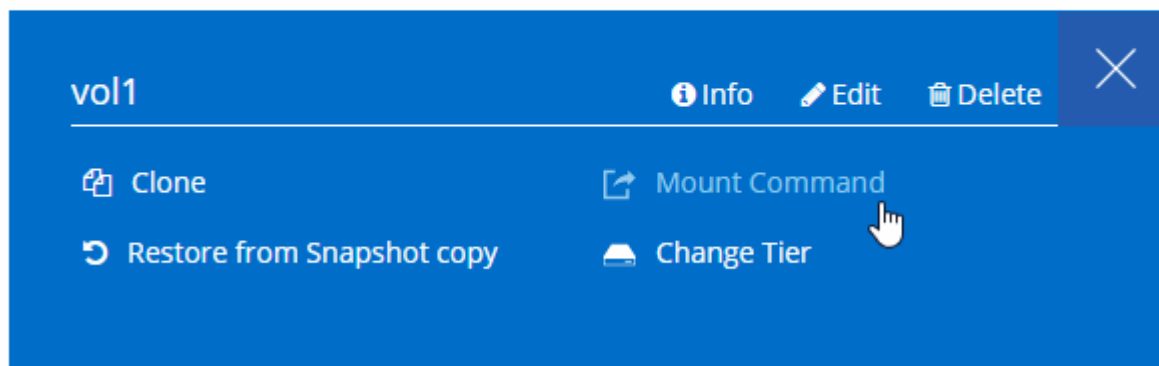 vol1
Info
Edit
Delete
Clone
Mount Command
Restore from Snapshot copy
Change Tier